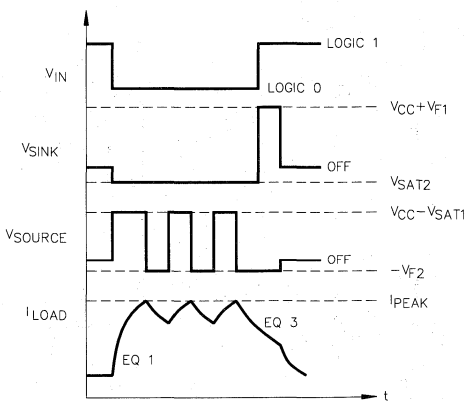 LOGIC 1
VIN
LOGIC 0
VCC+VF1
VSINK
OFF
VSAT2
VCC–VSAT1
VSOURCE
OFF
–VF2
IPEAK
ILOAD
EQ 3
EQ 1
t